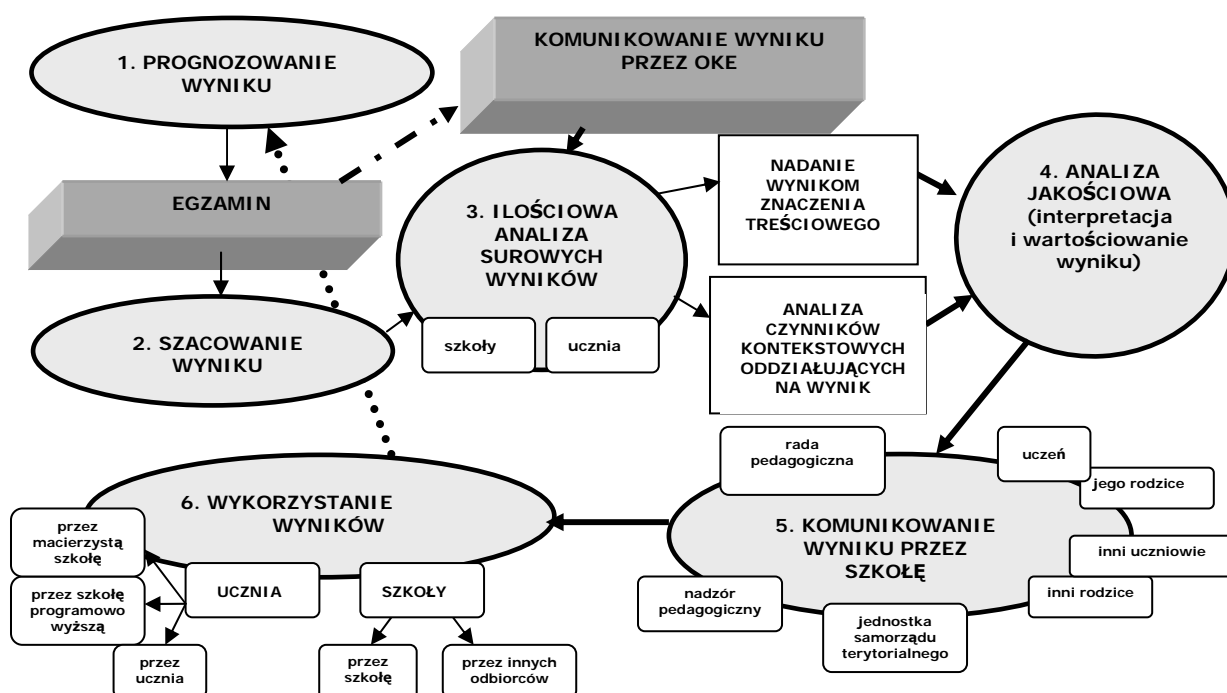 1. PROGNOZOWANIE
WYNIKU
KOMUNIKOWANIE WYNIKU
PRZEZ OKE
EGZAMIN
2. SZACOWANIE
WYNIKU
3. ILOŚCIOWA
ANALIZA
SUROWYCH
WYNIKÓW
szkoły
ucznia
NADANIE
WYNIKOM
ZNACZENIA
TREŚCIOWEGO
ANALIZA
CZYNNIKÓW
KONTEKSTOWYCH
ODDZIAŁUJĄCYCH
NA WYNIK
4. ANALIZA
JAKOŚCIOWA
(interpretacja
i wartościowanie
wyniku)
rada
pedagogiczna
uczeń
jego rodzice
inni uczniowie
inni rodzice
5. KOMUNIKOWANIE
WYNIKU PRZEZ
SZKOŁĘ
nadzór
pedagogiczny
jednostka
samorządu
terytorialnego
6. WYKORZYSTANIE
WYNIKÓW
przez
macierzystą
szkołę
przez szkołę
programowo
wyższą
przez
ucznia
UCZNIA
SZKOŁY
przez
szkołę
przez innych
odbiorców